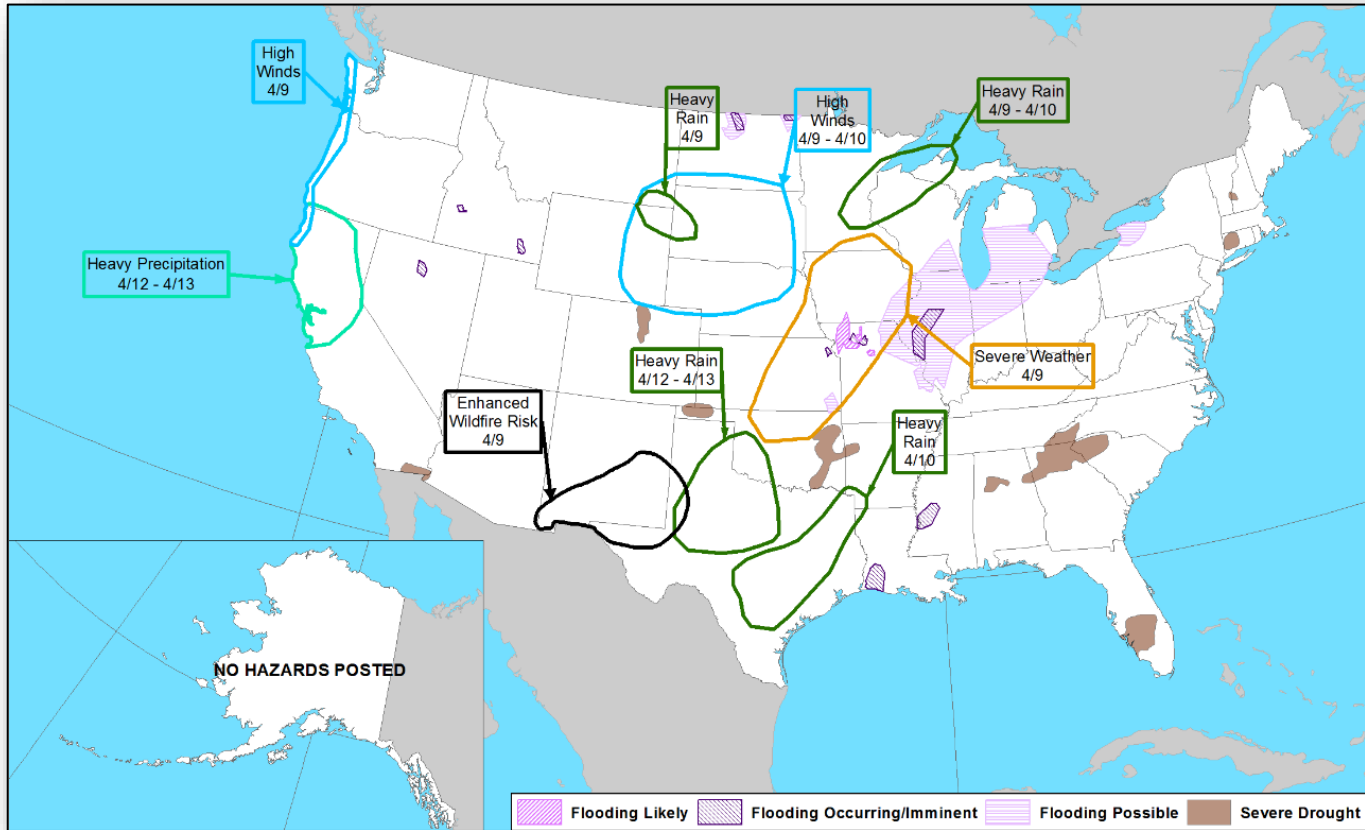 High
Winds
4/9
Heavy
Rain
4/9
High
Winds
4/9 - 4/10
Heavy Rain
4/9 - 4/10
Heavy Precipitation
4/12 - 4/13
Heavy Rain
4/12 - 4/13
Severe Weather
4/9
Enhanced
Wildfire Risk
4/9
Heavy
Rain
4/10
NO HAZARDS POSTED
Flooding Likely
Flooding Occurring/Imminent
Flooding Possible
Severe Drought